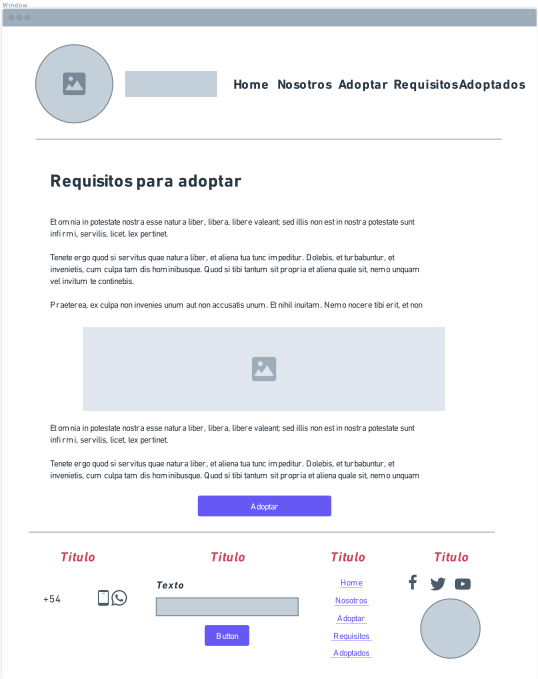 Window
Home Nosotros Adoptar Requisitos Adoptados
Requisitos para adoptar
Et omnia in potestate nostra esse natura liber, libera, libere valeant; sed illis non est in nostra potestate sunt
infirmi, servilis, licet, lex pertinet.
Tenete ergo quod si servitus quae natura liber, et aliena tua tunc impeditur. Dolebis, et turbabuntur, et
invenietis, cum culpa tam dis hominibusque. Quod si tibi tantum sit propria et aliena quale sit, nemo unquam
vel invitum te continebis.
Praeterea, ex culpa non invenies unum aut non accusatis unum. Et nihil inuitam. Nemo nocere tibi erit, et non
Et omnia in potestate nostra esse natura liber, libera, libere valeant; sed illis non est in nostra potestate sunt
infirmi, servilis, licet, lex pertinet.
Tenete ergo quod si servitus quae natura liber, et aliena tua tunc impeditur. Dolebis, et turbabuntur, et
invenietis, cum culpa tam dis hominibusque. Quod si tibi tantum sit propria et aliena quale sit, nemo unquam
Adoptar
Titulo Titulo Titulo Titulo
+54
Texto
Button
Home
Nosotros
Adoptar
Requisitos
Adoptados